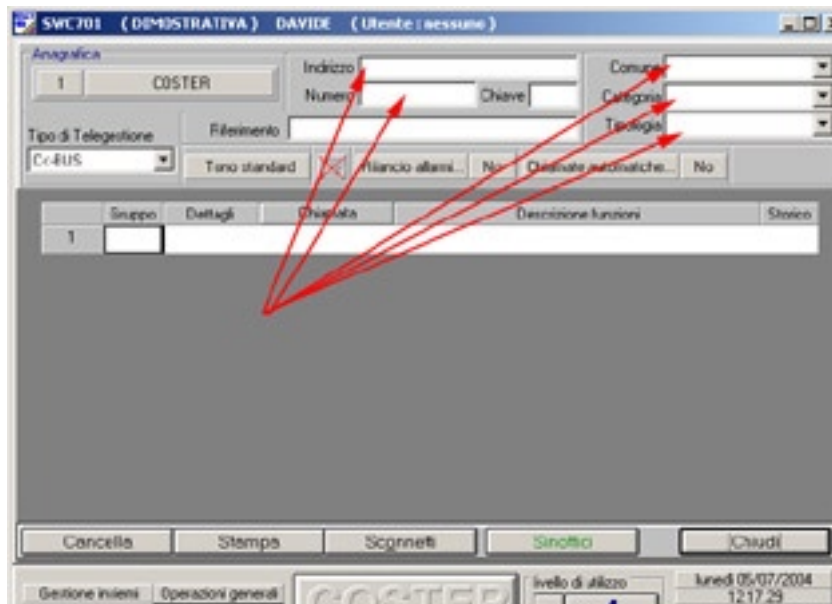 SWC701 (DIMOSTRATIVA) DAVIDE (Utente : nessuno)
Anagrafica
1 COSTER
Indirizzo
Comune
Numero
Chiave
Categoria
Tipo di Telegestione
Riferimento
Tipologia
C-BUS
Tono standard
Rilancio allarmi... No
Chiamate automatiche... No
Gruppo Dettagli Chiamata Descrizione funzioni Storico
1
Cancella Stampa Sconnetti Sinottici Chiudi
Gestione insiemi Operazioni generali COSTER livello di utilizzo lunedì 05/07/2004
12.17.29